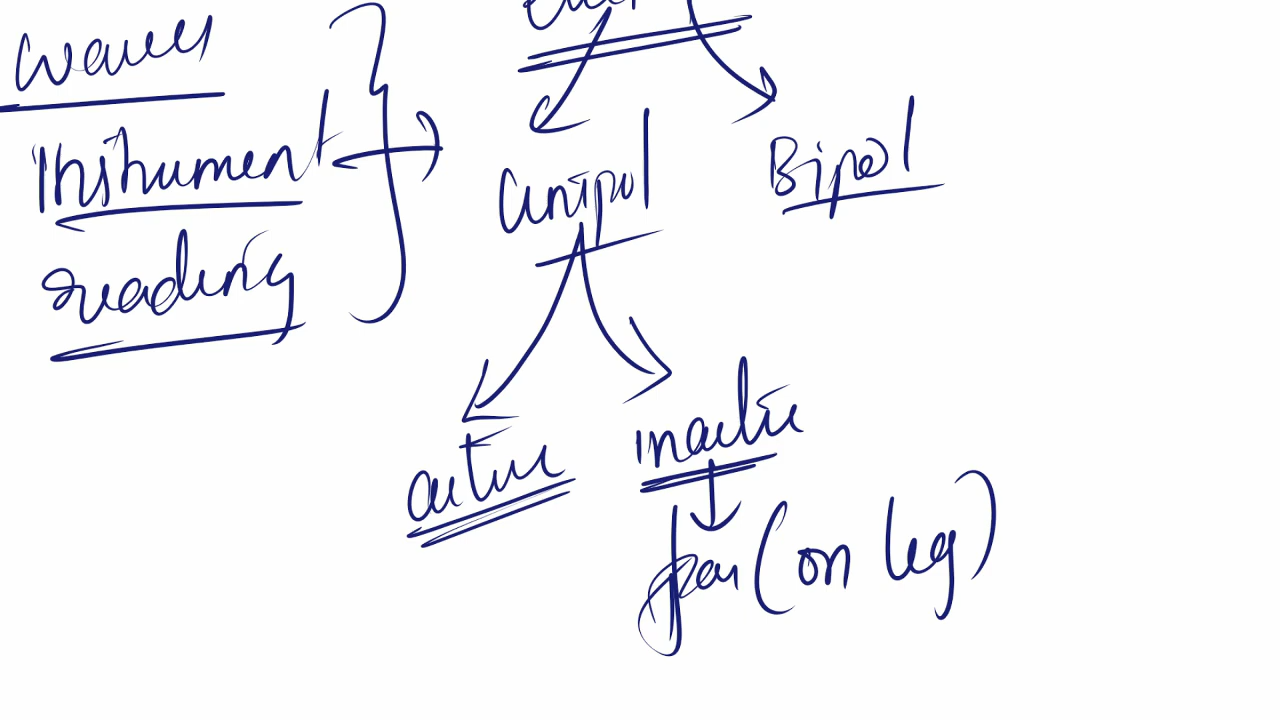 waves
Instrument
reading
unipol
Bipol
active
inactive
(on leg)